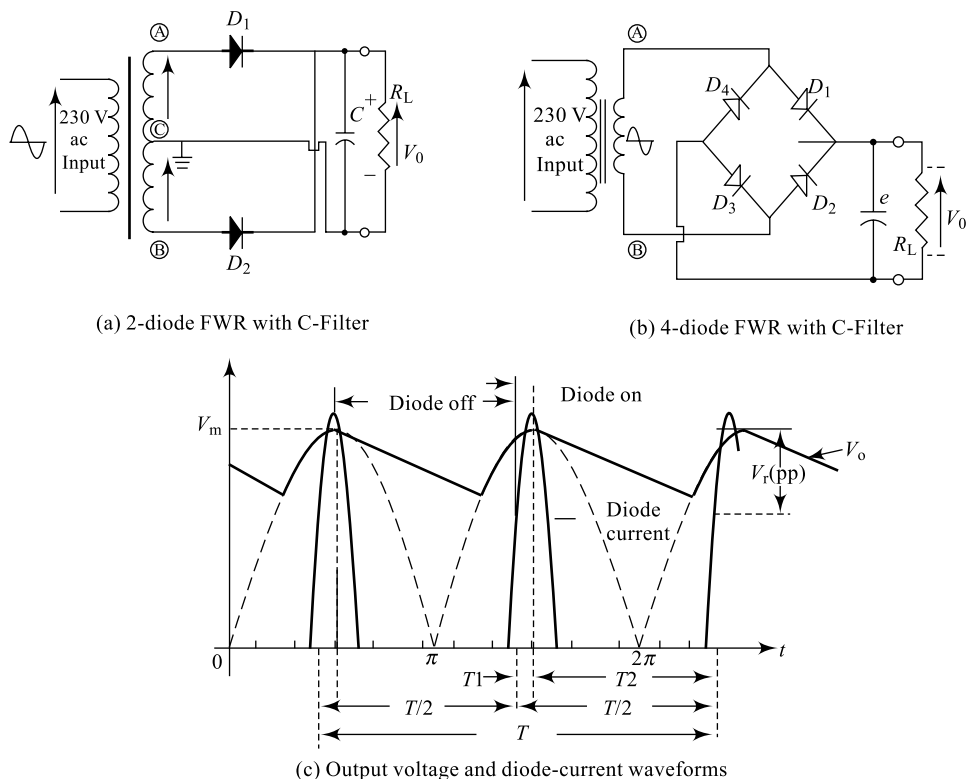 A
D1
C
B
D2
230 V
ac
Input
C
+
−
RL
V0
(a) 2-diode FWR with C-Filter
A
B
230 V
ac
Input
D4
D1
D3
D2
e
RL
V0
(b) 4-diode FWR with C-Filter
Diode off
Diode on
Vm
Vo
Vr(pp)
Diode
current
0
π
2π
t
T1
T2
T/2
T/2
T
(c) Output voltage and diode-current waveforms